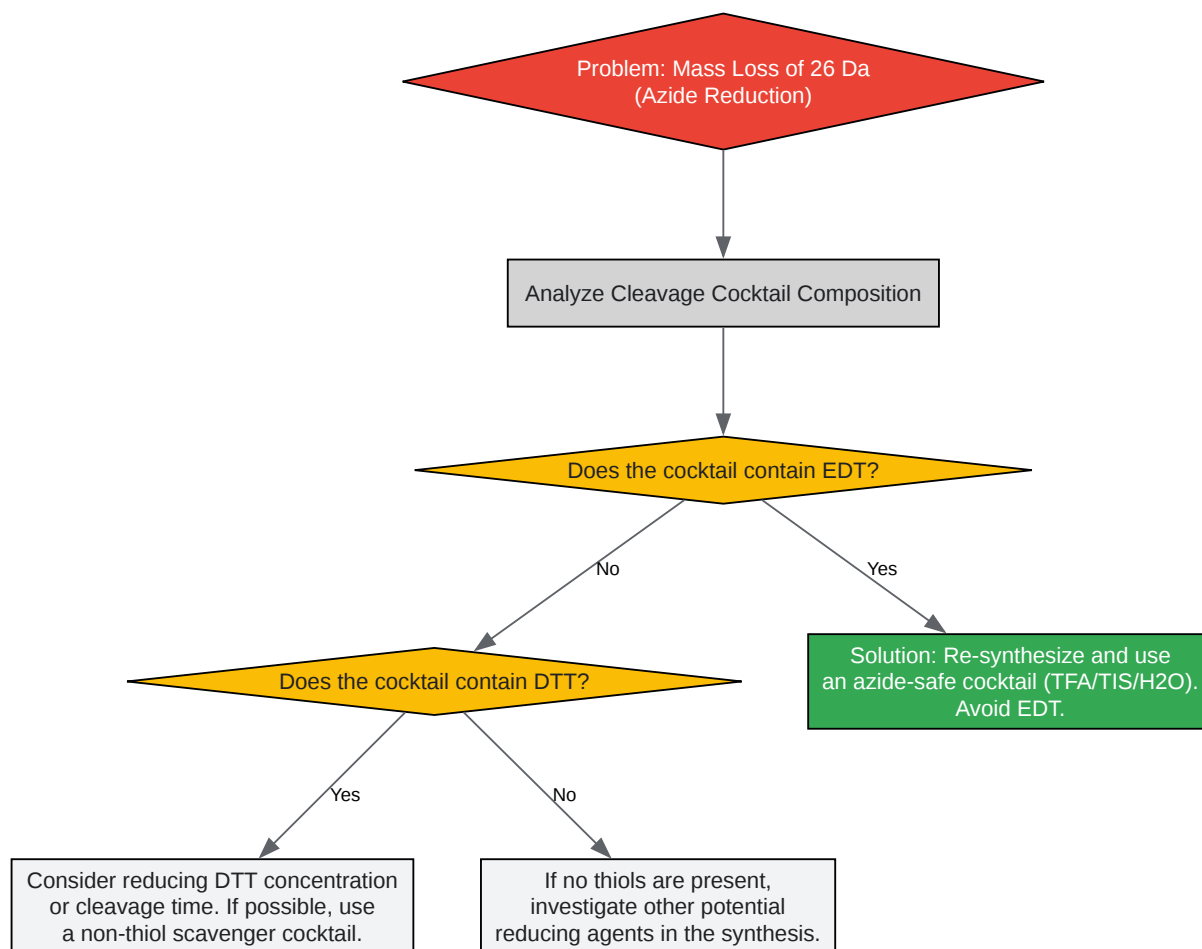 Problem: Mass Loss of 26 Da
(Azide Reduction)
Analyze Cleavage Cocktail Composition
Does the cocktail contain EDT?
No
Yes
Does the cocktail contain DTT?
Solution: Re-synthesize and use
an azide-safe cocktail (TFA/TIS/H2O).
Avoid EDT.
Yes
No
Consider reducing DTT concentration
or cleavage time. If possible, use
a non-thiol scavenger cocktail.
If no thiols are present,
investigate other potential
reducing agents in the synthesis.